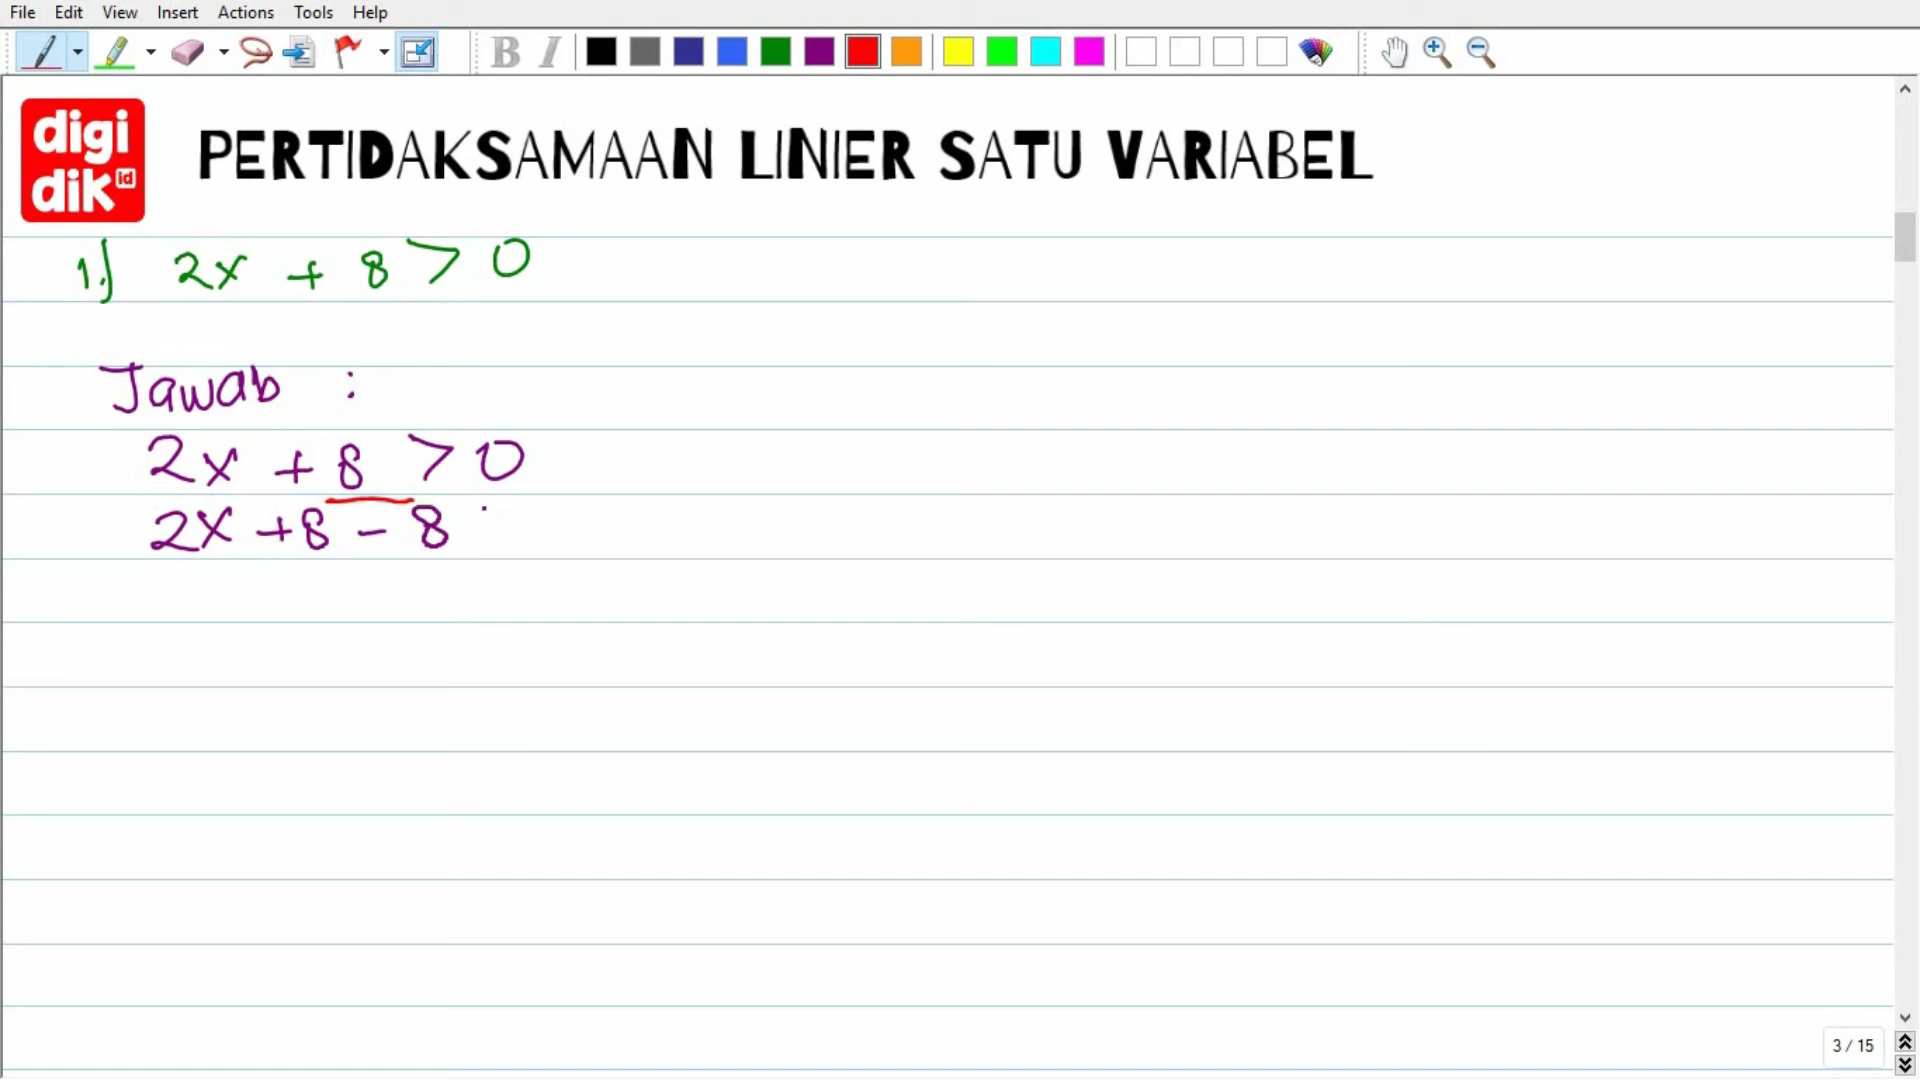 File Edit View Insert Actions Tools Help
B I
digi dik id
PERTIDAKSAMAAN LINIER SATU VARIABEL
1.) 2x + 8 > 0
Jawab :
2x + 8 > 0
2x + 8 - 8
3 / 15